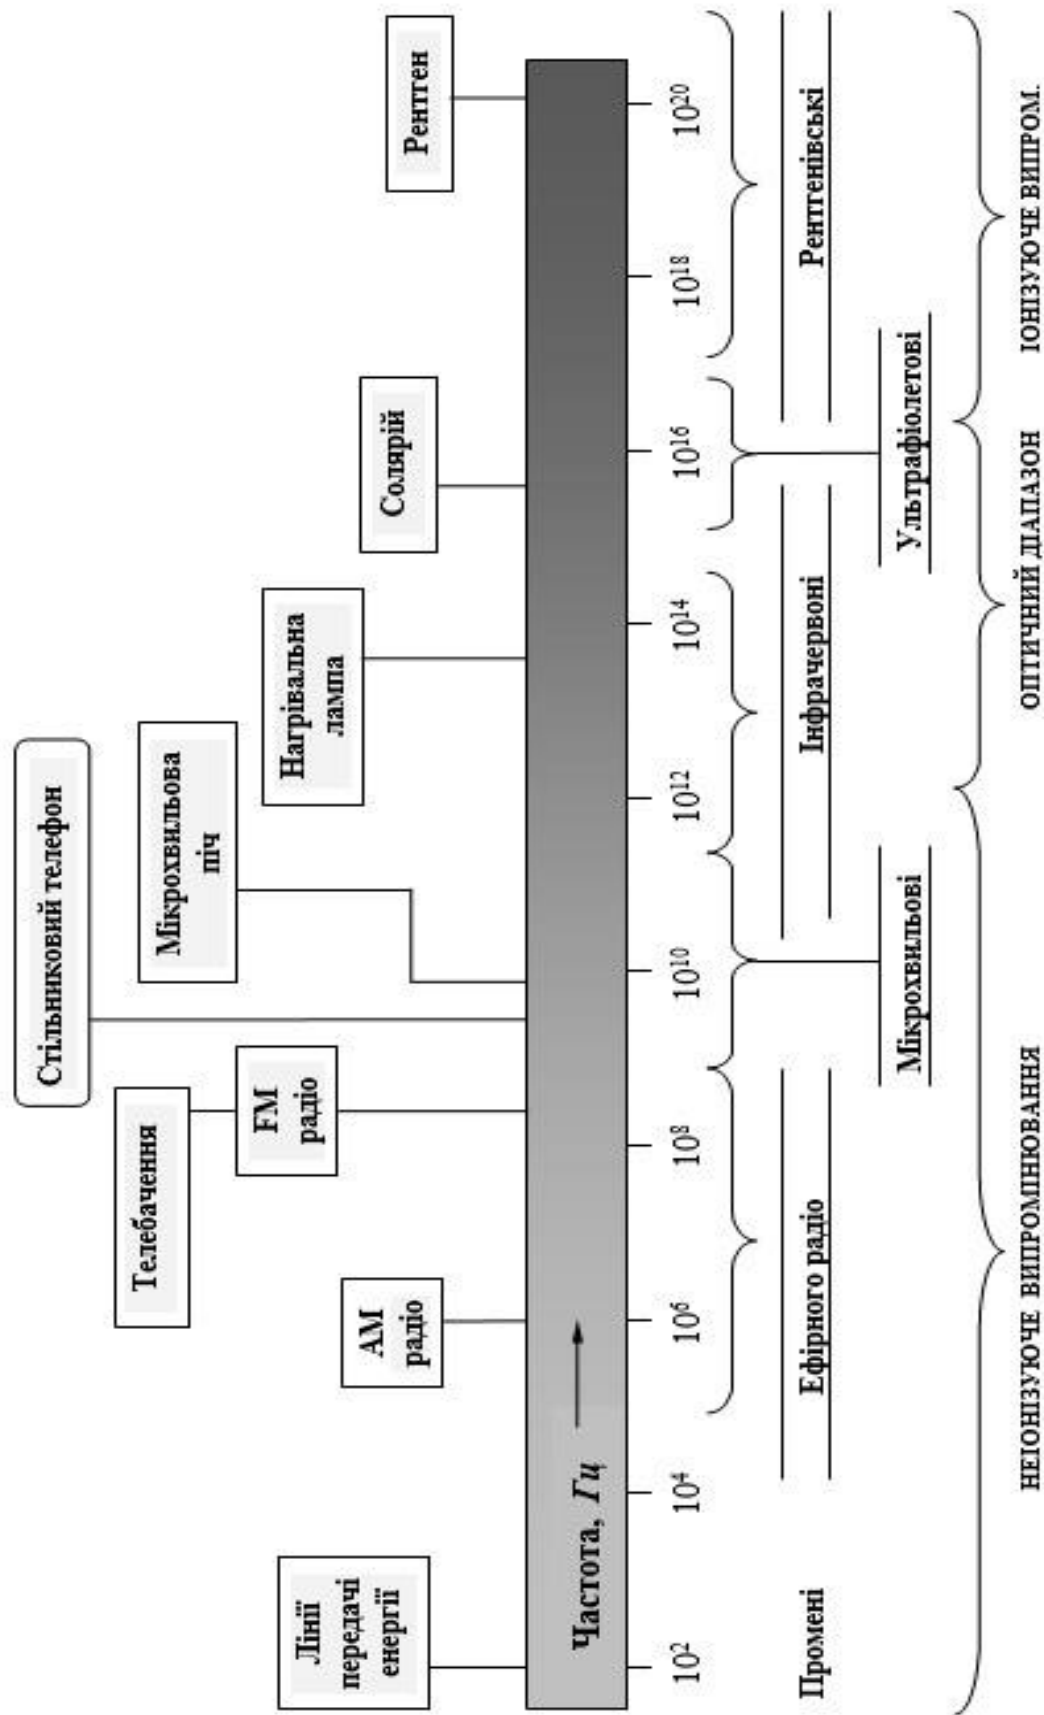 Стільниковий телефон
Телебачення
Мікрохвильова
піч
FM
радіо
Нагрівальна
лампа
Лінії
передачі
енергії
АМ
радіо
Солярій
Рентген
Частота, Гц
10²
10⁴
10⁶
10⁸
10¹⁰
10¹²
10¹⁴
10¹⁶
10¹⁸
10²⁰
Промені
Ефірного радіо
Інфрачервоні
Рентгенівські
Мікрохвильові
Ультрафіолетові
НЕІОНІЗУЮЧЕ ВИПРОМІНЮВАННЯ
ОПТИЧНИЙ ДІАПАЗОН
ІОНІЗУЮЧЕ ВИПРОМ.